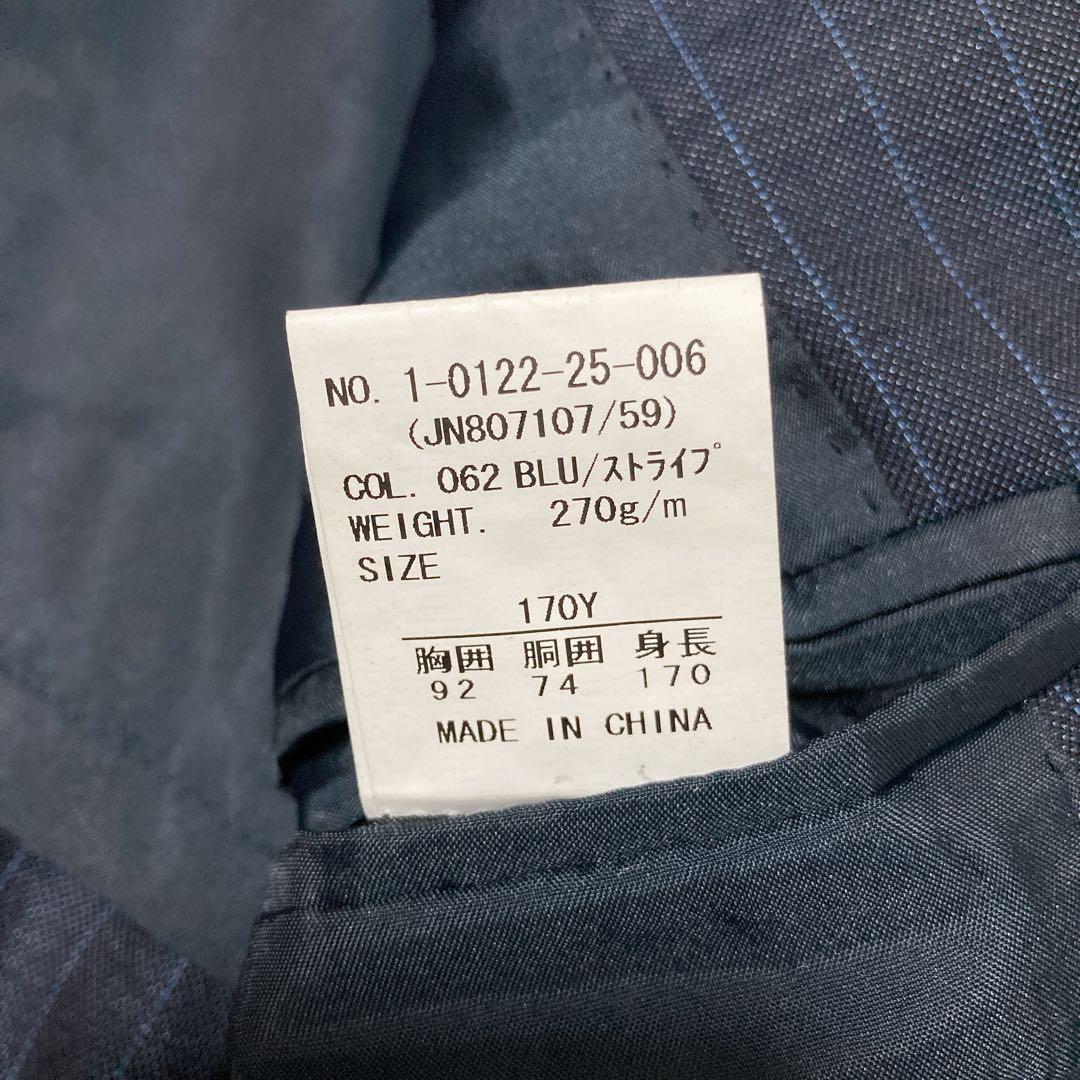 NO. 1-0122-25-006
(JN807107/59)
COL. 062 BLU/ストライプ
WEIGHT. 270g/m
SIZE
170Y
胸囲 胴囲 身長
92 74 170
MADE IN CHINA